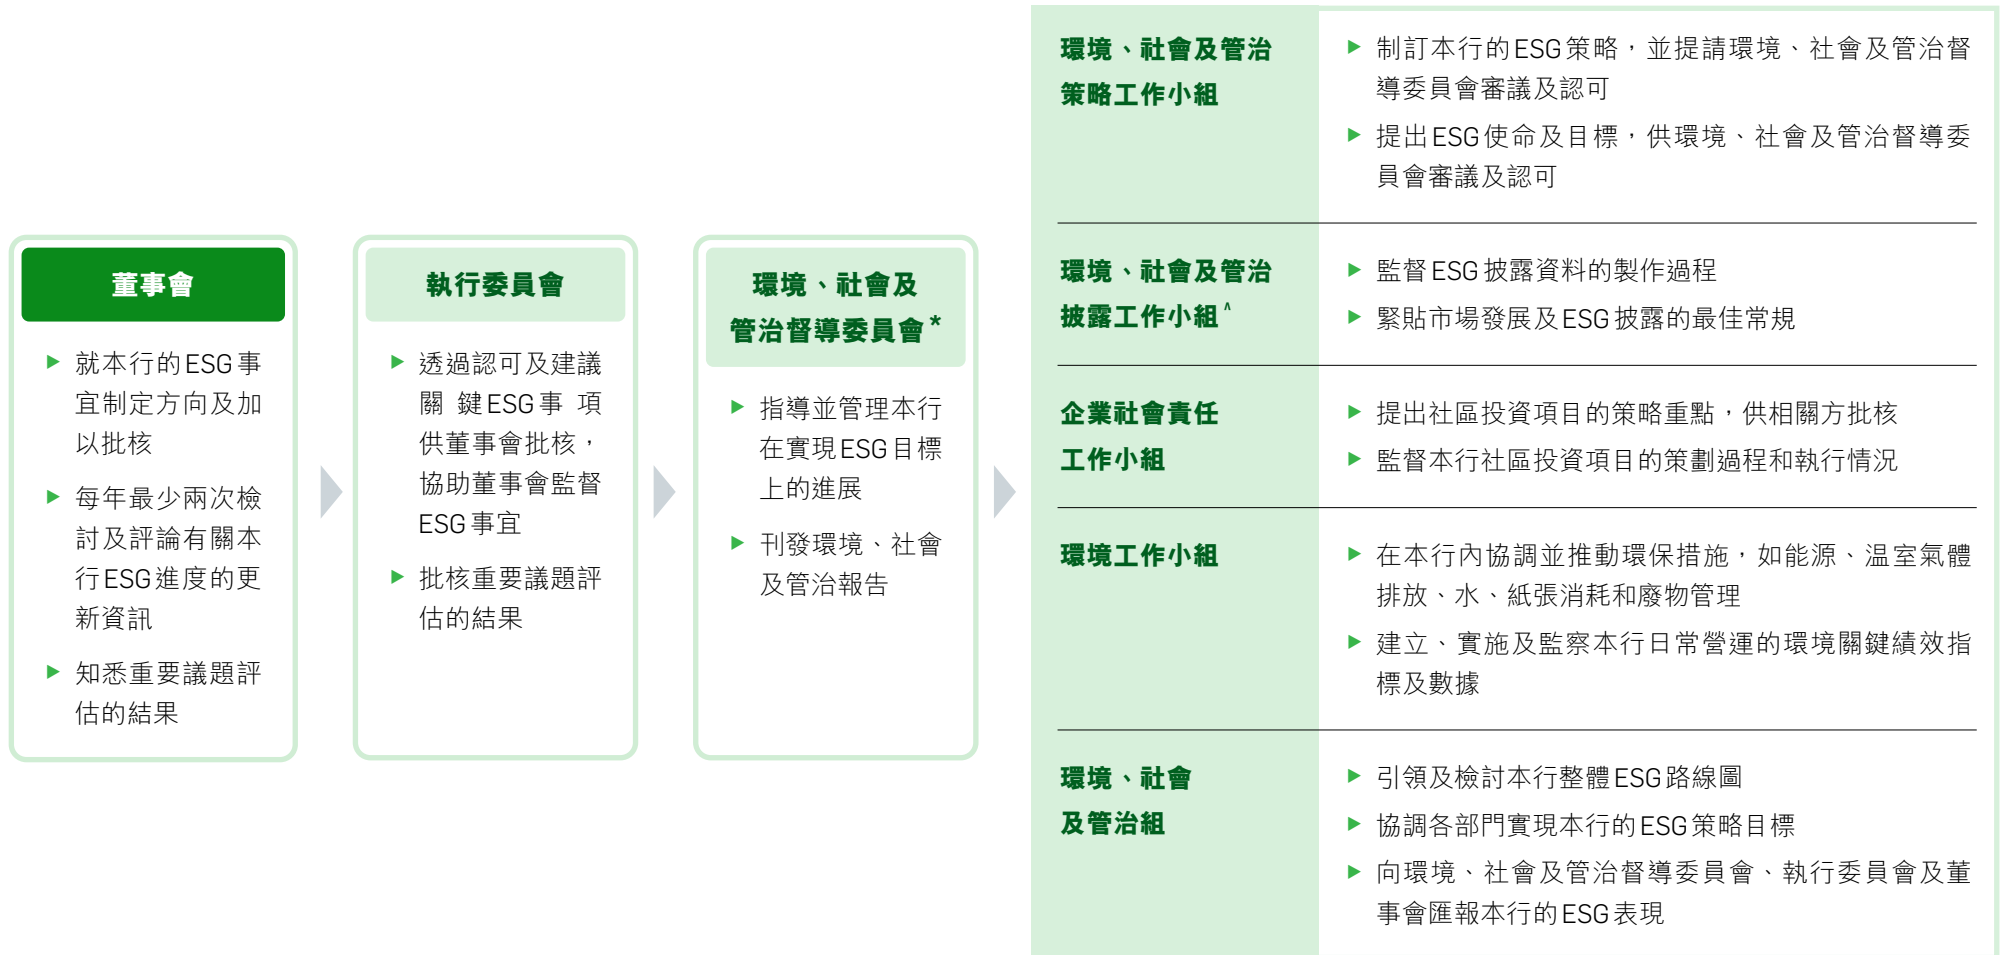 董事會
▶ 就本行的ESG事
宜制定方向及加
以批核
▶ 每年最少兩次檢
討及評論有關本
行ESG進度的更
新資訊
▶ 知悉重要議題評
估的結果
執行委員會
▶ 透過認可及建議
關鍵ESG事項
供董事會批核，
協助董事會監督
ESG事宜
▶ 批核重要議題評
估的結果
環境、社會及
管治督導委員會*
▶ 指導並管理本行
在實現ESG目標
上的進展
▶ 刊發環境、社會
及管治報告
環境、社會及管治
策略工作小組
▶ 制訂本行的ESG策略，並提請環境、社會及管治督
導委員會審議及認可
▶ 提出ESG使命及目標，供環境、社會及管治督導委
員會審議及認可
環境、社會及管治
披露工作小組^
▶ 監督ESG披露資料的製作過程
▶ 緊貼市場發展及ESG披露的最佳常規
企業社會責任
工作小組
▶ 提出社區投資項目的策略重點，供相關方批核
▶ 監督本行社區投資項目的策劃過程和執行情況
環境工作小組
▶ 在本行內協調並推動環保措施，如能源、温室氣體
排放、水、紙張消耗和廢物管理
▶ 建立、實施及監察本行日常營運的環境關鍵績效指
標及數據
環境、社會
及管治組
▶ 引領及檢討本行整體ESG路線圖
▶ 協調各部門實現本行的ESG策略目標
▶ 向環境、社會及管治督導委員會、執行委員會及董
事會匯報本行的ESG表現